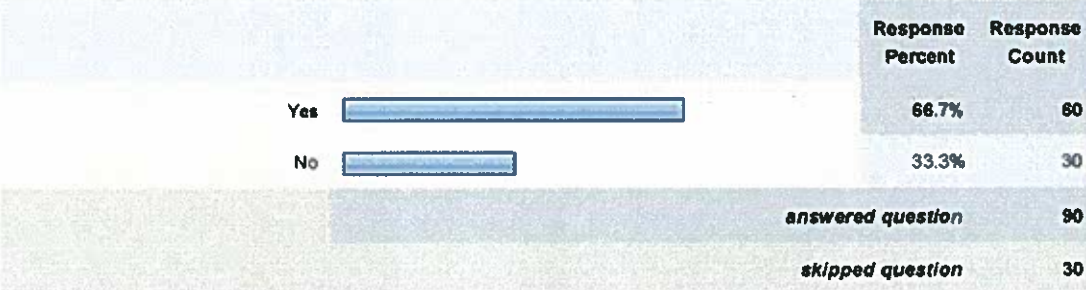 Response Percent Response Count
Yes 66.7% 60
No 33.3% 30
answered question 90
skipped question 30